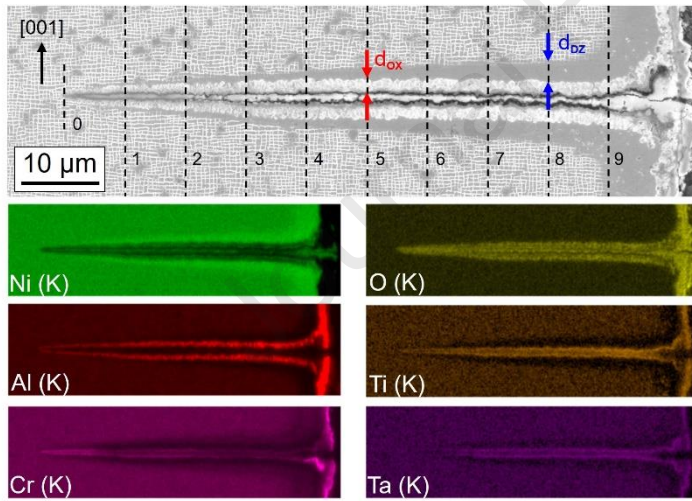 [001]
d_OX
d_DZ
0
1
2
3
4
5
6
7
8
9
10 µm
Ni (K)
O (K)
Al (K)
Ti (K)
Cr (K)
Ta (K)